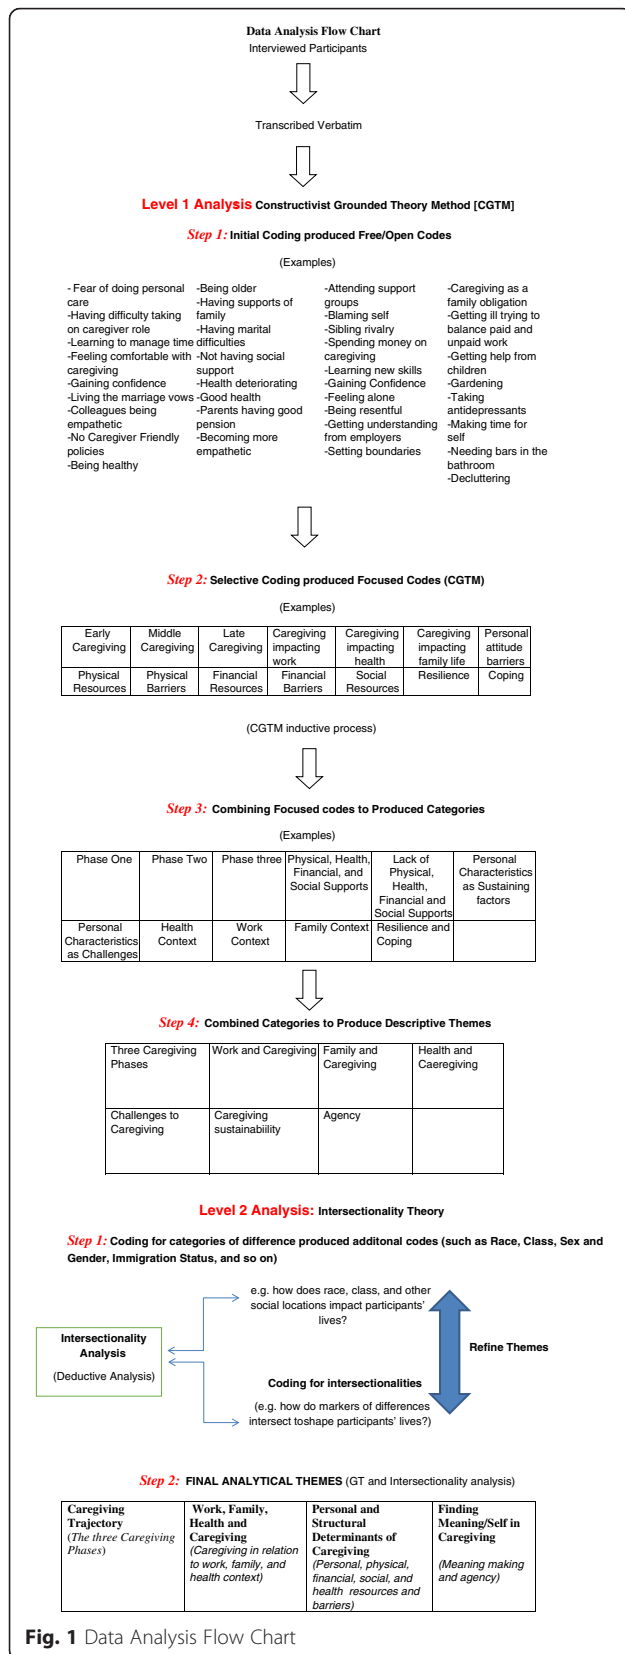 Data Analysis Flow Chart
Interviewed Participants
Transcribed Verbatim
Level 1 Analysis Constructivist Grounded Theory Method [CGTM]
Step 1: Initial Coding produced Free/Open Codes
(Examples)
- Fear of doing personal
care
-Having difficulty taking
on caregiver role
-Learning to manage time
-Feeling comfortable with
caregiving
-Gaining confidence
-Living the marriage vows
-Colleagues being
empathetic
-No Caregiver Friendly
policies
-Being healthy
-Being older
-Having supports of
family
-Having marital
difficulties
-Not having social
support
-Health deteriorating
-Good health
-Parents having good
pension
-Becoming more
empathetic
-Attending support
groups
-Blaming self
-Sibling rivalry
-Spending money on
caregiving
-Learning new skills
-Gaining Confidence
-Feeling alone
-Being resentful
-Getting understanding
from employers
-Setting boundaries
-Caregiving as a
family obligation
-Getting ill trying to
balance paid and
unpaid work
-Getting help from
children
-Gardening
-Taking
antidepressants
-Making time for
self
-Needing bars in the
bathroom
-Decluttering
Step 2: Selective Coding produced Focused Codes (CGTM)
(Examples)
Early
Caregiving
Middle
Caregiving
Late
Caregiving
Caregiving
impacting
work
Caregiving
impacting
health
Caregiving
impacting
family life
Personal
attitude
barriers
Physical
Resources
Physical
Barriers
Financial
Resources
Financial
Barriers
Social
Resources
Resilience
Coping
(CGTM inductive process)
Step 3: Combining Focused codes to Produced Categories
(Examples)
Phase One
Phase Two
Phase three
Physical, Health,
Financial, and
Social Supports
Lack of
Physical,
Health,
Financial and
Social Supports
Personal
Characteristics
as Sustaining
factors
Personal
Characteristics
as Challenges
Health
Context
Work
Context
Family Context
Resilience and
Coping
Step 4: Combined Categories to Produce Descriptive Themes
Three Caregiving
Phases
Work and Caregiving
Family and
Caregiving
Health and
Caeregiving
Challenges to
Caregiving
Caregiving
sustainabiility
Agency
Level 2 Analysis: Intersectionality Theory
Step 1: Coding for categories of difference produced additonal codes (such as Race, Class, Sex and
Gender, Immigration Status, and so on)
e.g. how does race, class, and other
social locations impact participants'
lives?
Intersectionality
Analysis
(Deductive Analysis)
Refine Themes
Coding for intersectionalities
(e.g. how do markers of differences
intersect toshape participants' lives?)
Step 2: FINAL ANALYTICAL THEMES (GT and Intersectionality analysis)
Caregiving
Trajectory
(The three Caregiving
Phases)
Work, Family,
Health and
Caregiving
(Caregiving in relation
to work, family, and
health context)
Personal and
Structural
Determinants of
Caregiving
(Personal, physical,
financial, social, and
health resources and
barriers)
Finding
Meaning/Self in
Caregiving
(Meaning making
and agency)
Fig. 1 Data Analysis Flow Chart